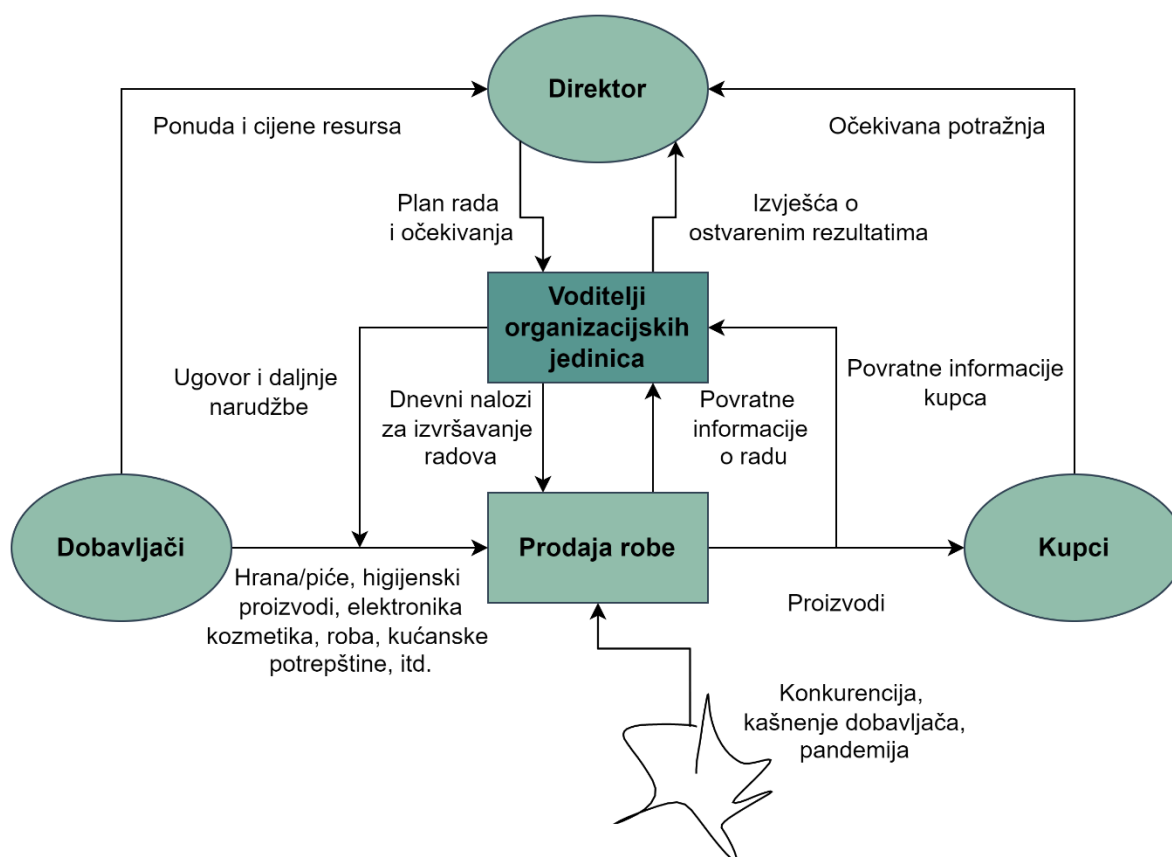 Direktor
Ponuda i cijene resursa
Očekivana potražnja
Plan rada
i očekivanja
Izvješća o
ostvarenim rezultatima
Voditelji
organizacijskih
jedinica
Ugovor i daljnje
narudžbe
Dnevni nalozi
za izvršavanje
radova
Povratne
informacije
o radu
Povratne informacije
kupca
Dobavljači
Prodaja robe
Kupci
Hrana/piće, higijenski
proizvodi, elektronika
kozmetika, roba, kućanske
potrepštine, itd.
Proizvodi
Konkurencija,
kašnenje dobavljača,
pandemija